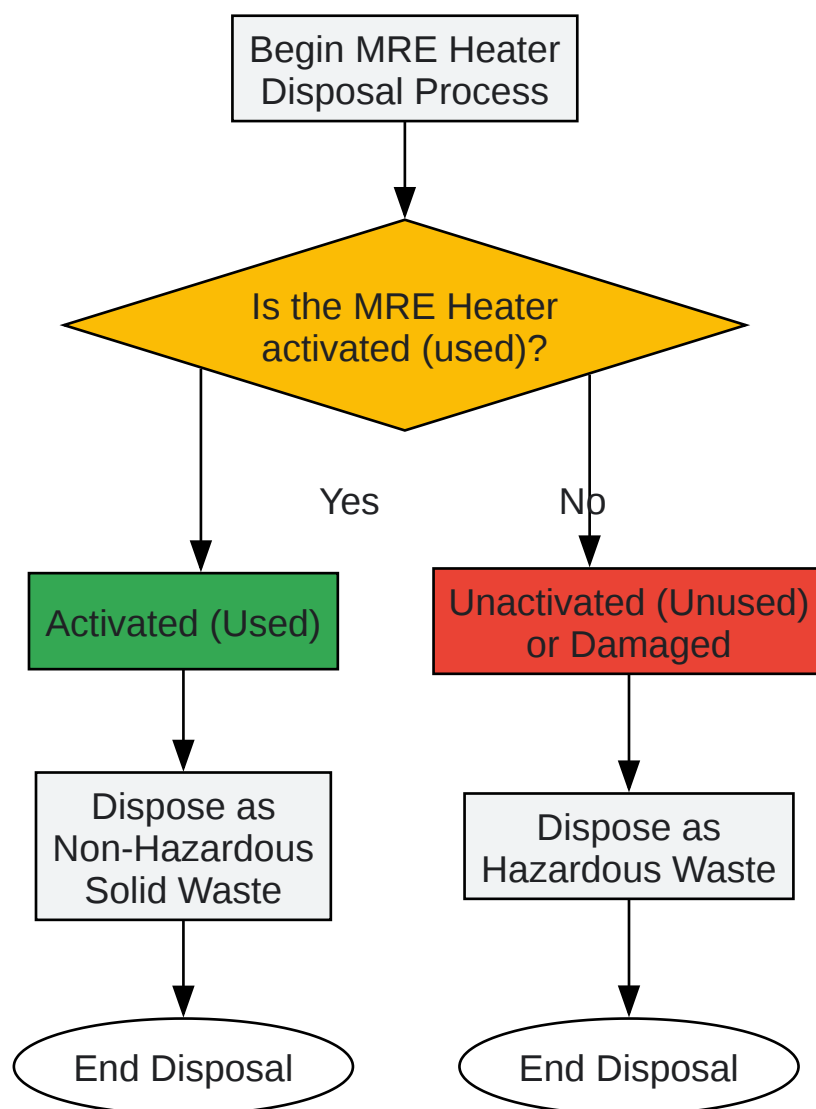 Begin MRE Heater
Disposal Process
Is the MRE Heater
activated (used)?
Yes
No
Activated (Used)
Unactivated (Unused)
or Damaged
Dispose as
Non-Hazardous
Solid Waste
Dispose as
Hazardous Waste
End Disposal
End Disposal